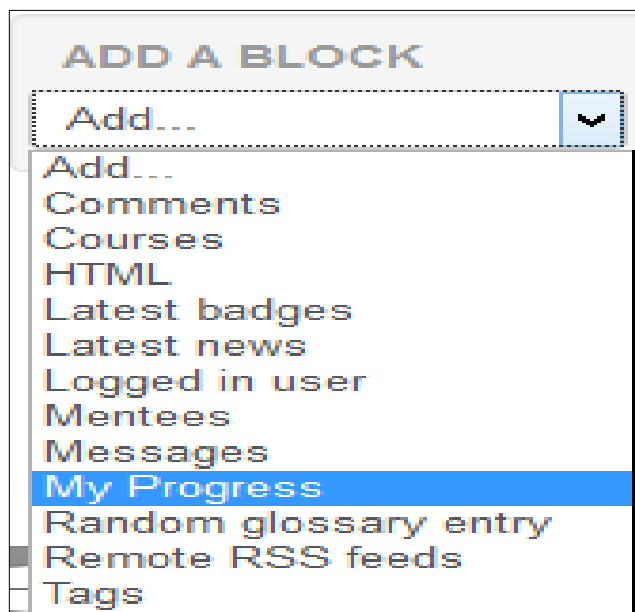 ADD A BLOCK
Add...
Add...
Comments
Courses
HTML
Latest badges
Latest news
Logged in user
Mentees
Messages
My Progress
Random glossary entry
Remote RSS feeds
Tags